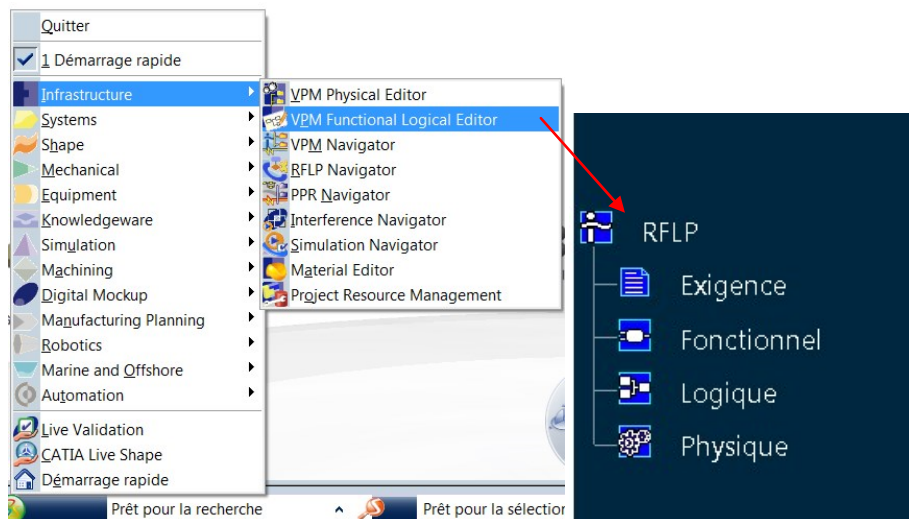 Quitter
1 Démarrage rapide
Infrastructure
Systems
Shape
Mechanical
Equipment
Knowledgeware
Simulation
Machining
Digital Mockup
Manufacturing Planning
Robotics
Marine and Offshore
Automation
Live Validation
CATIA Live Shape
Démarrage rapide
VPM Physical Editor
VPM Functional Logical Editor
VPM Navigator
RFLP Navigator
PPR Navigator
Interference Navigator
Simulation Navigator
Material Editor
Project Resource Management
RFLP
Exigence
Fonctionnel
Logique
Physique
Prêt pour la recherche
Prêt pour la sélection